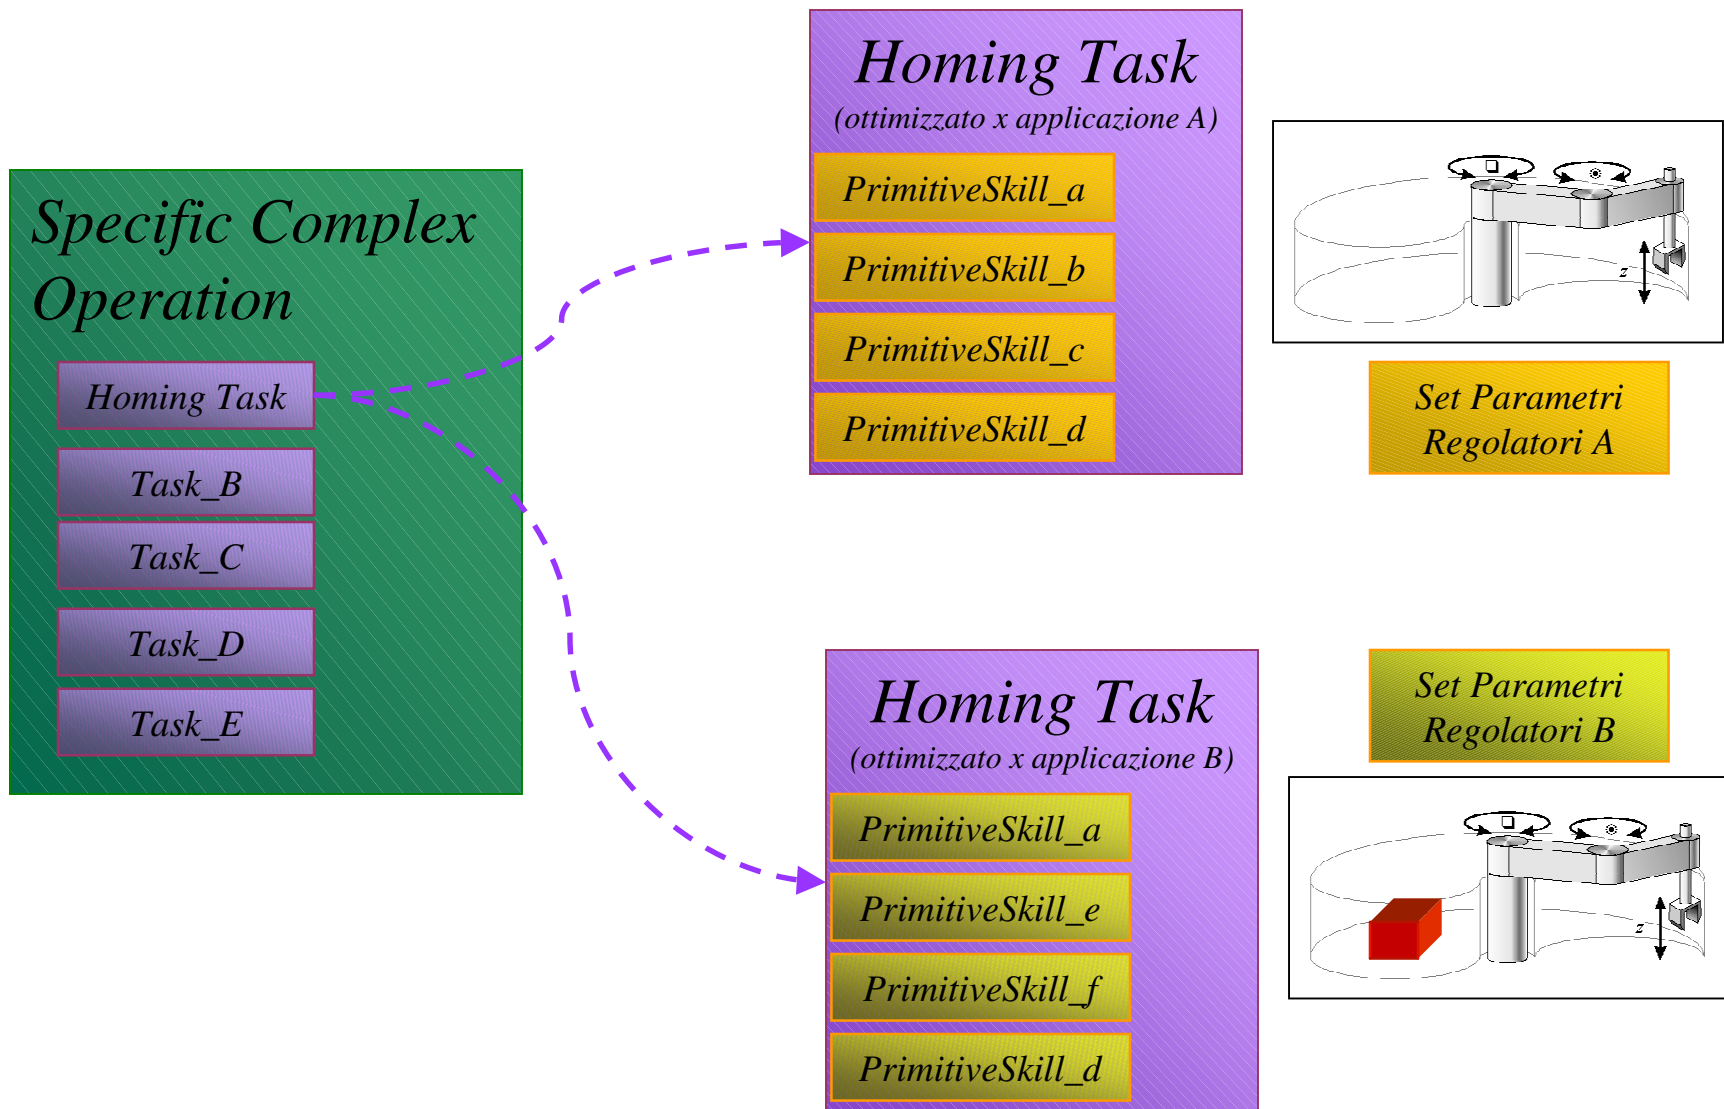 Specific Complex
Operation
Homing Task
Task_B
Task_C
Task_D
Task_E
Homing Task
(ottimizzato x applicazione A)
PrimitiveSkill_a
PrimitiveSkill_b
PrimitiveSkill_c
PrimitiveSkill_d
z
Set Parametri
Regolatori A
Homing Task
(ottimizzato x applicazione B)
PrimitiveSkill_a
PrimitiveSkill_e
PrimitiveSkill_f
PrimitiveSkill_d
Set Parametri
Regolatori B
z